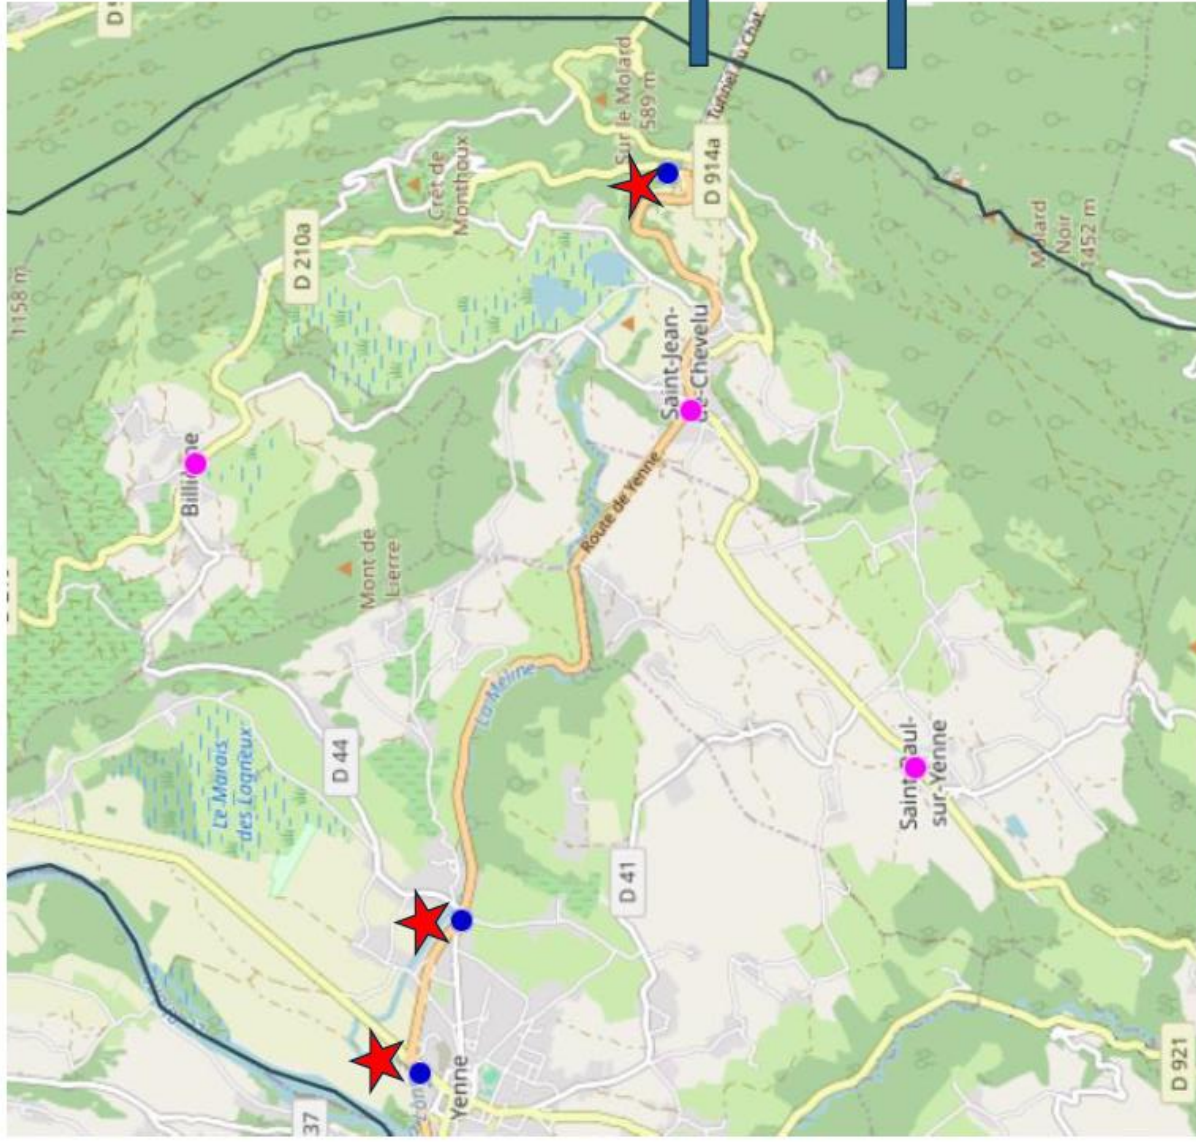 1158 m
Billième
Le Marais
des Lagneux
37
D 210a
D 44
Mont de
Lierre
Crêt de
Monthoux
Yenne
La Méline
Sur le Molard
589 m
D 41
Route de Yenne
Saint-Jean-
de-Chevelu
D 914a
Tunnel du Chat
Saint-Paul-
sur-Yenne
Molard
Noir
1452 m
D 921